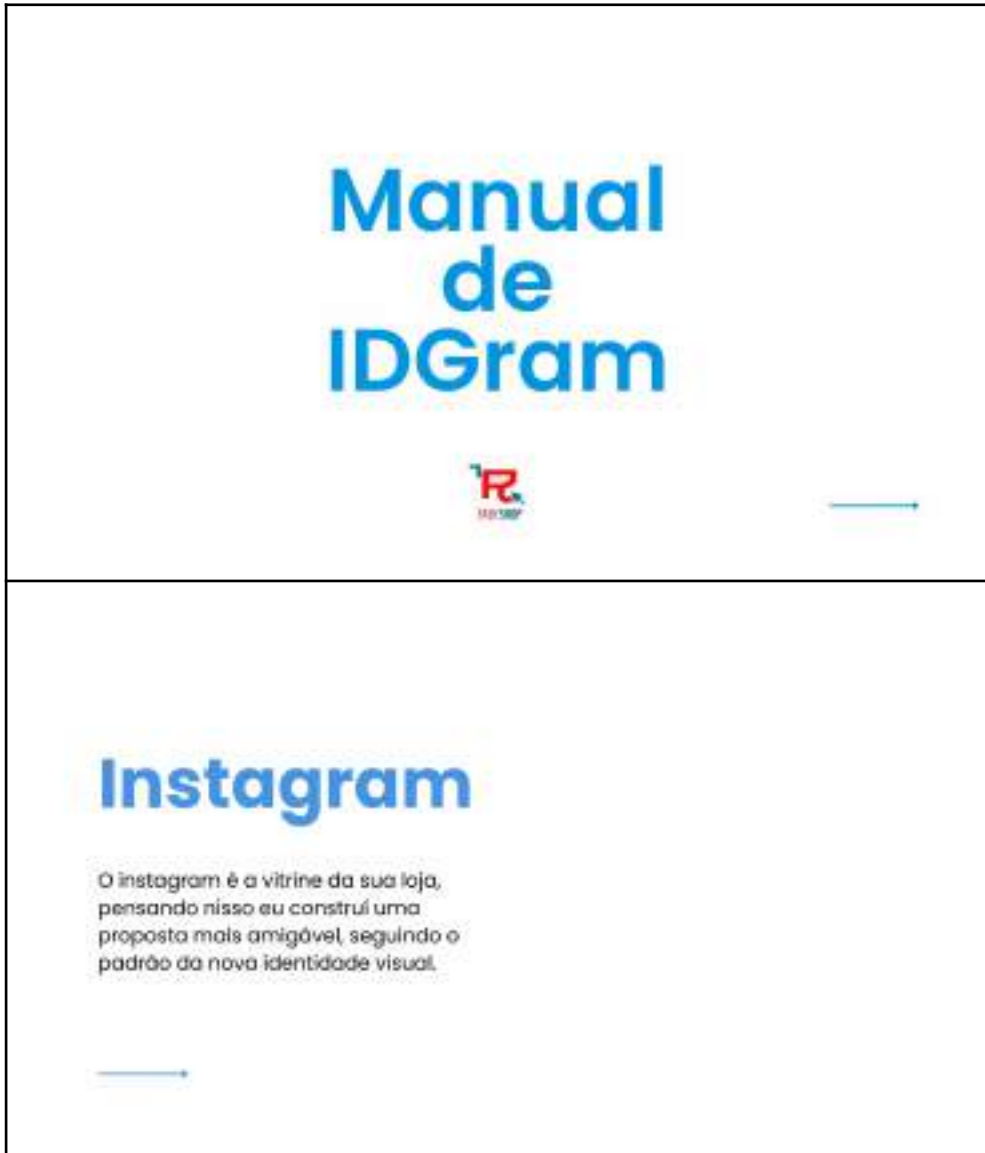 Manual
de
IDGram
R
Instagram
O instagram é a vitrine da sua loja,
pensando nisso eu construí uma
proposta mais amigável, seguindo o
padrão da nova identidade visual.